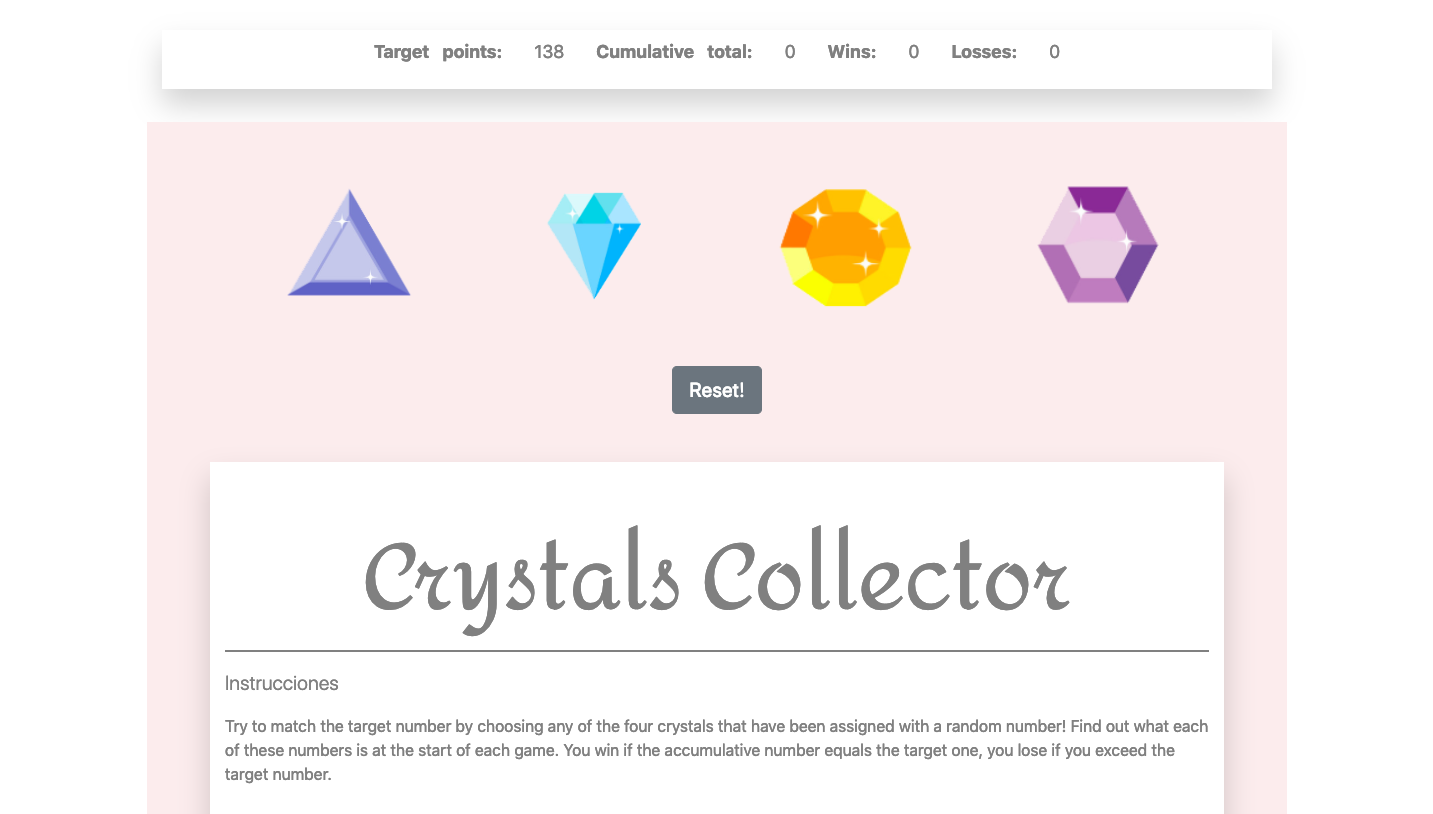 Target points: 138 Cumulative total: 0 Wins: 0 Losses: 0
Reset!
Crystals Collector
Instrucciones
Try to match the target number by choosing any of the four crystals that have been assigned with a random number! Find out what each
of these numbers is at the start of each game. You win if the accumulative number equals the target one, you lose if you exceed the
target number.